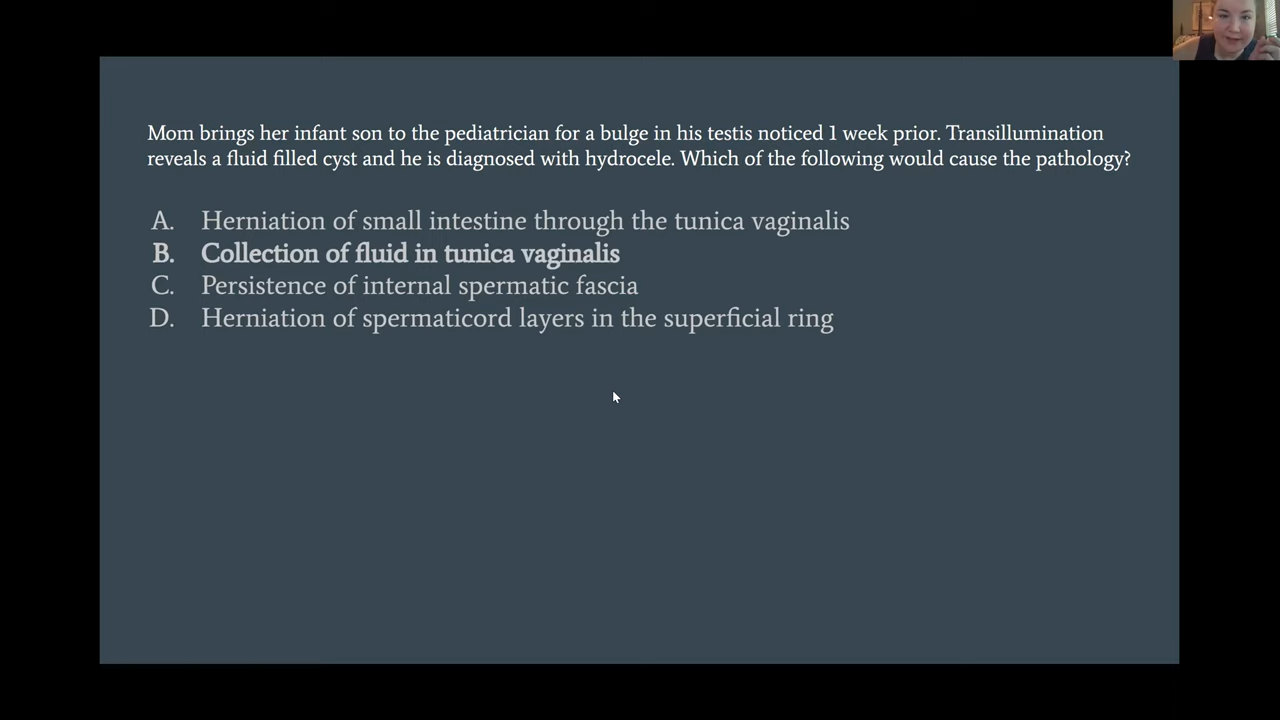 Mom brings her infant son to the pediatrician for a bulge in his testis noticed 1 week prior. Transillumination
reveals a fluid filled cyst and he is diagnosed with hydrocele. Which of the following would cause the pathology?
A. Herniation of small intestine through the tunica vaginalis
B. Collection of fluid in tunica vaginalis
C. Persistence of internal spermatic fascia
D. Herniation of spermaticord layers in the superficial ring